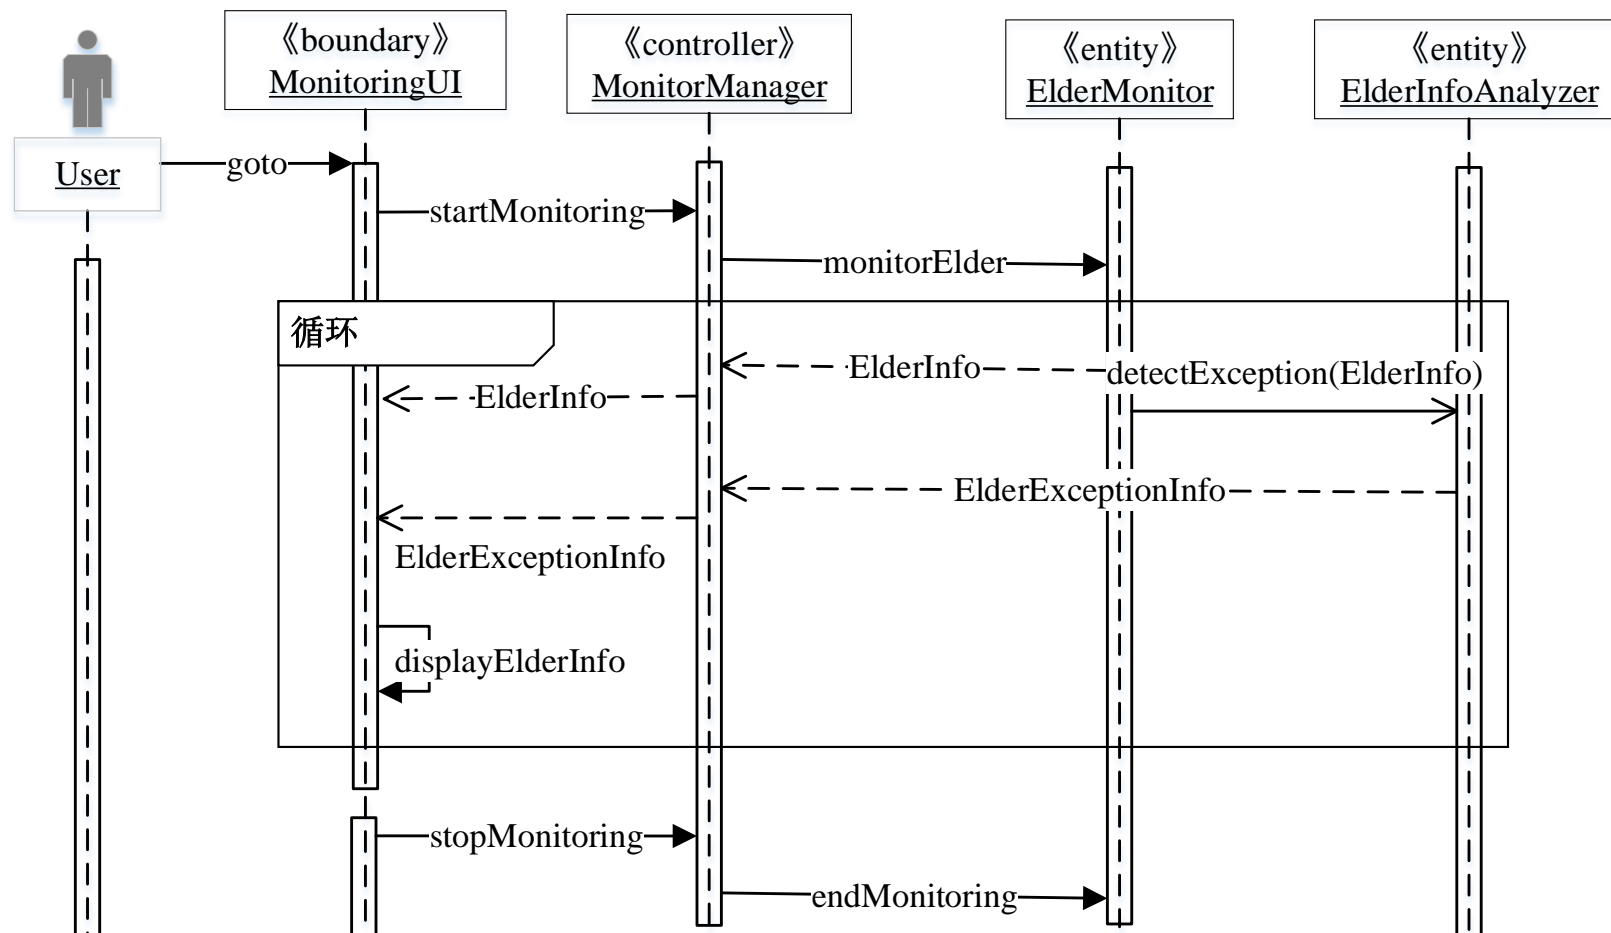 《boundary》
MonitoringUI
《controller》
MonitorManager
《entity》
ElderMonitor
《entity》
ElderInfoAnalyzer
User
goto
startMonitoring
monitorElder
循环
ElderInfo
detectException(ElderInfo)
ElderInfo
ElderExceptionInfo
ElderExceptionInfo
displayElderInfo
stopMonitoring
endMonitoring